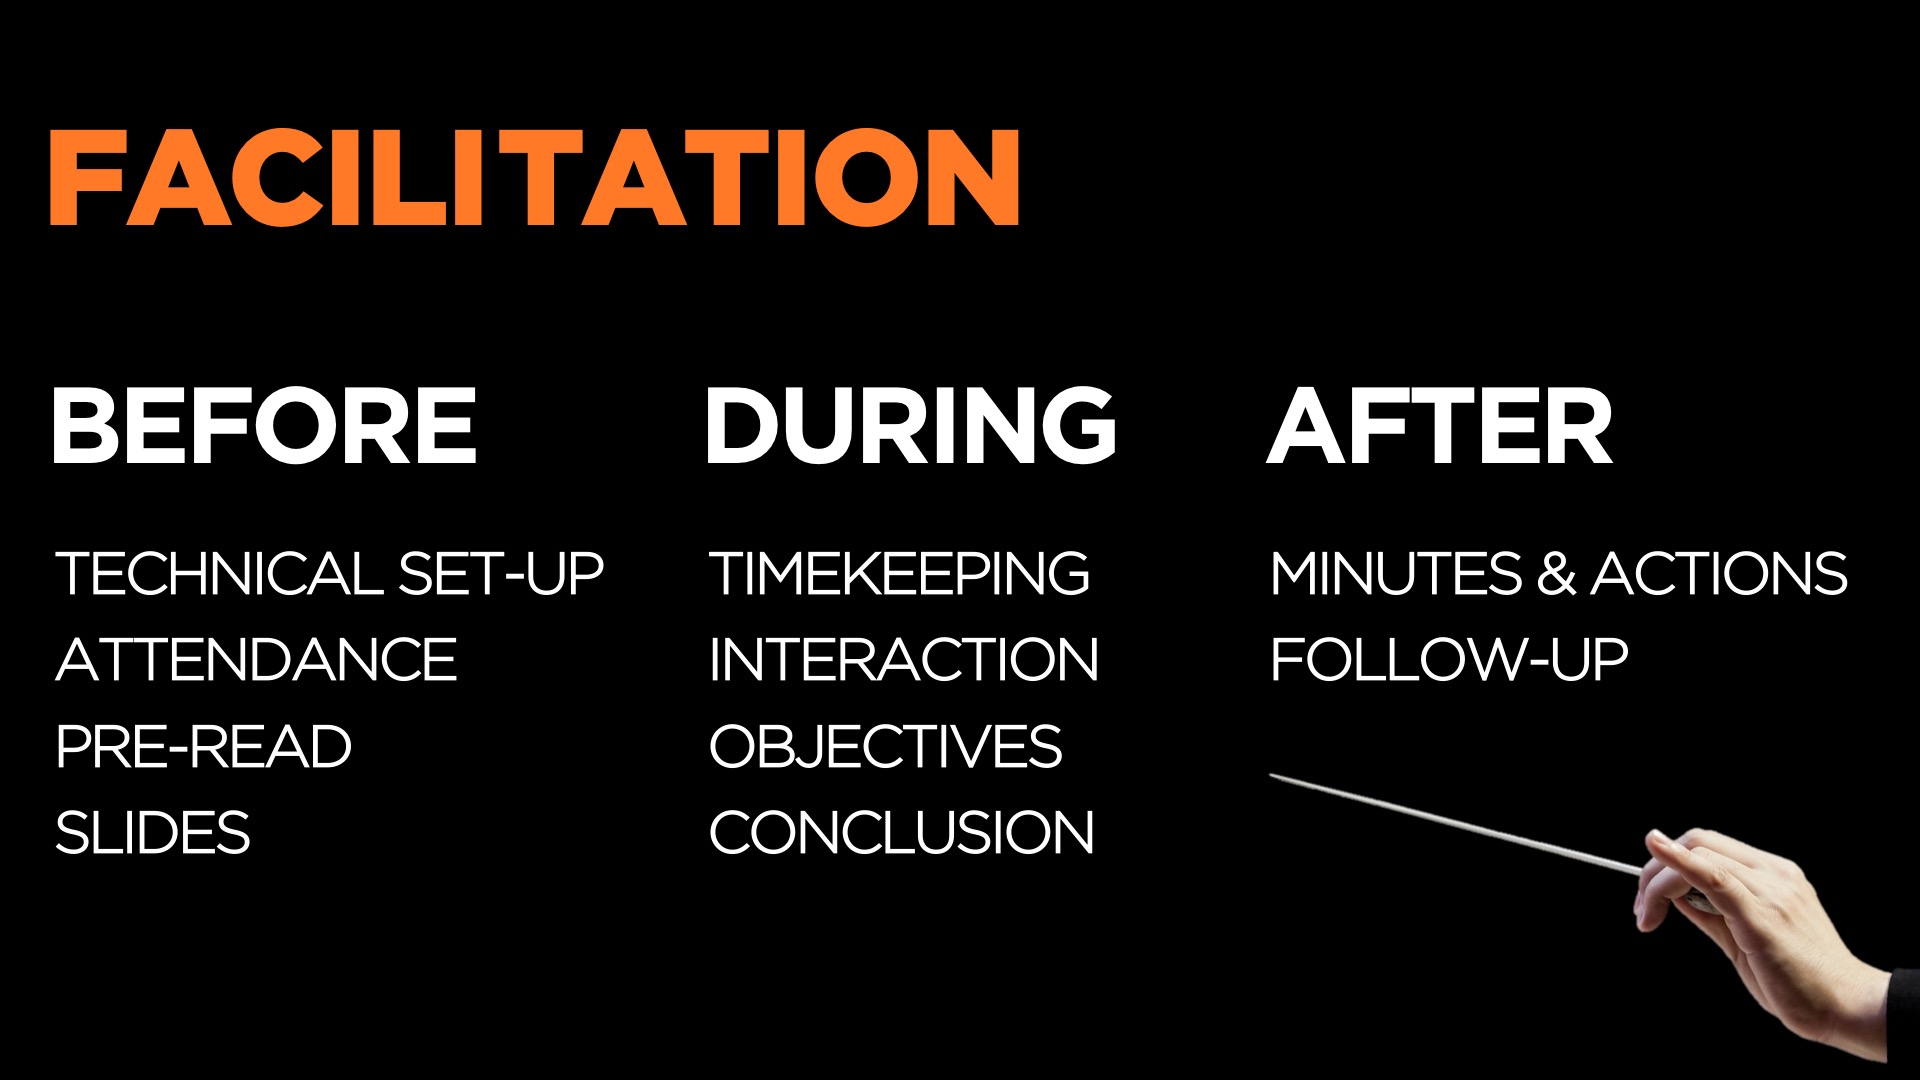 FACILITATION
BEFORE
TECHNICAL SET-UP
ATTENDANCE
PRE-READ
SLIDES
DURING
TIMEKEEPING
INTERACTION
OBJECTIVES
CONCLUSION
AFTER
MINUTES & ACTIONS
FOLLOW-UP